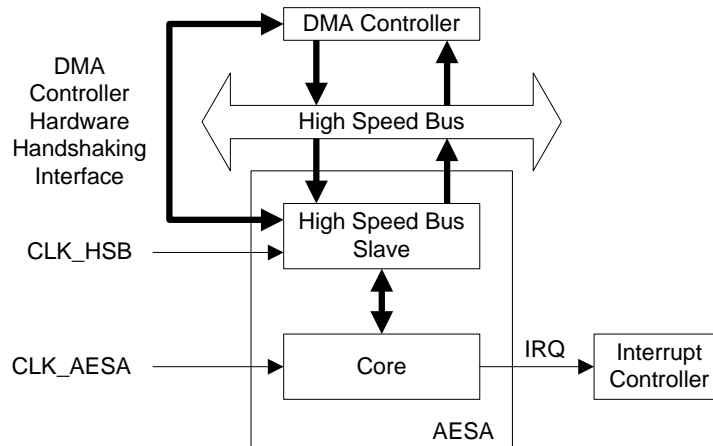 DMA Controller
DMA
Controller
Hardware
Handshaking
Interface
High Speed Bus
High Speed Bus
Slave
CLK_HSB
CLK_AESA
Core
IRQ
Interrupt
Controller
AESA